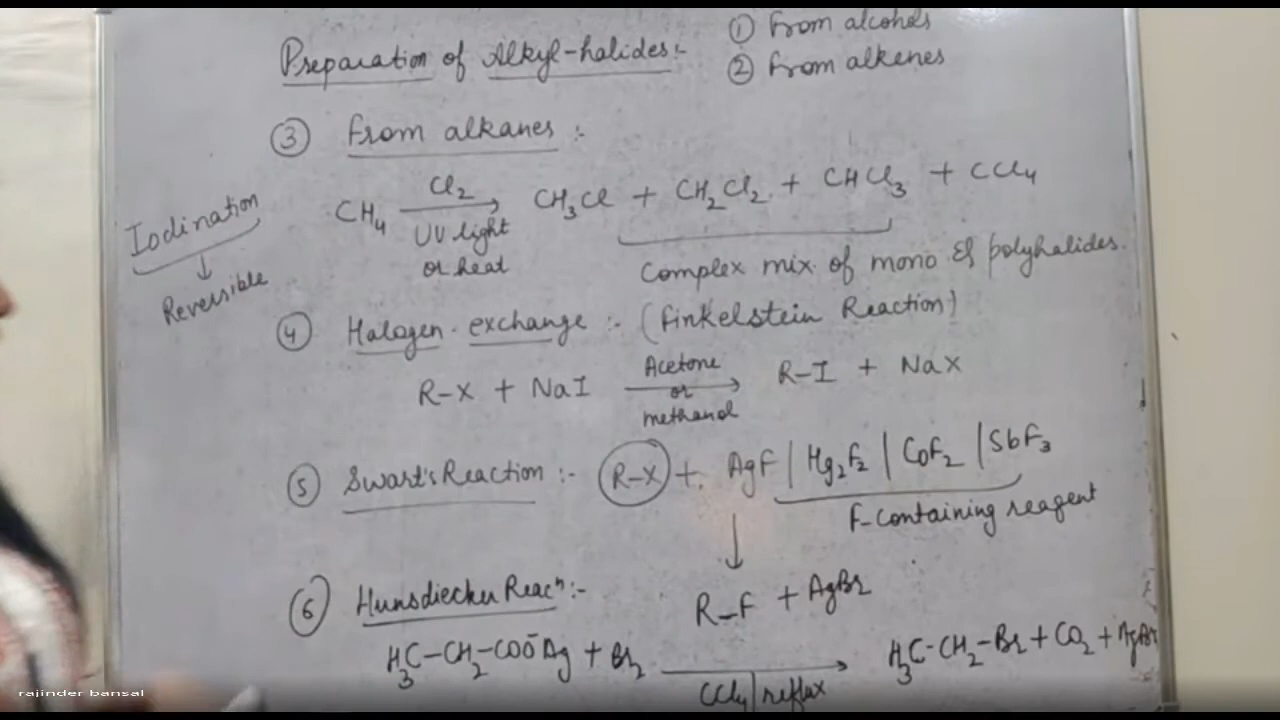 Preparation of Alkyl-halides:-
① From alcohols
② From alkenes
③ From alkanes :-
CH₄ —Cl₂→ CH₃Cl + CH₂Cl₂ + CHCl₃ + CCl₄
UV light
or heat
Complex mix. of mono & polyhalides.
Iodination
↓
Reversible
④ Halogen exchange :- (Finkelstein Reaction)
R-X + NaI —Acetone or methanol→ R-I + NaX
⑤ Swart's Reaction :- R-X + AgF | Hg₂F₂ | CoF₂ | SbF₃
F-containing reagent
↓
R-F + AgBr
⑥ Hunsdiecker Reacⁿ:-
H₃C-CH₂-COO⁻Ag + Br₂ —CCl₄|reflux→ H₃C-CH₂-Br + CO₂ + AgBr
rajinder bansal